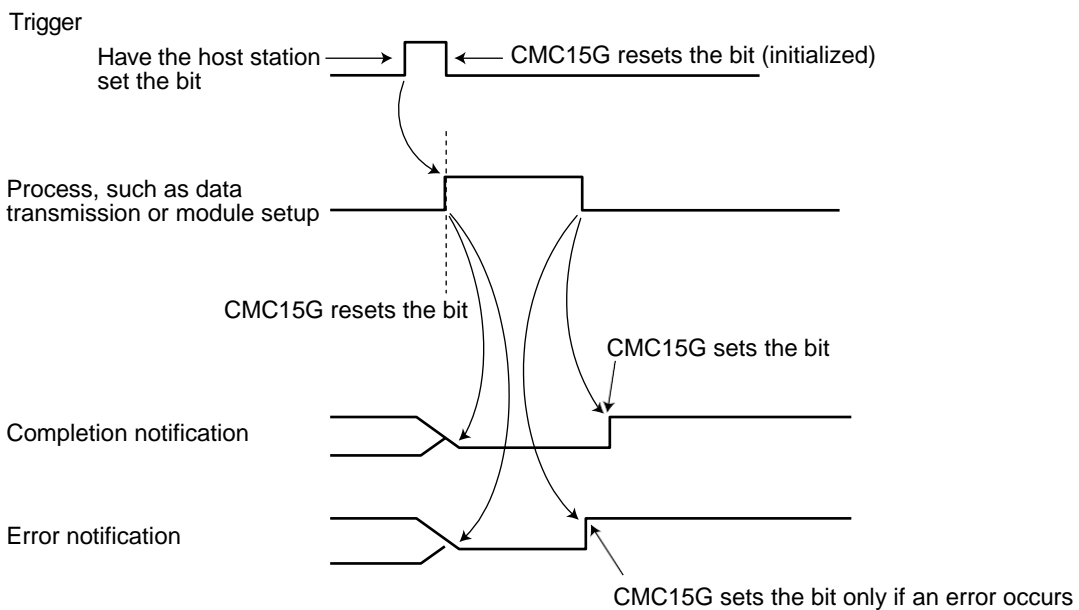 Trigger
Have the host station
set the bit
CMC15G resets the bit (initialized)
Process, such as data
transmission or module setup
CMC15G resets the bit
CMC15G sets the bit
Completion notification
Error notification
CMC15G sets the bit only if an error occurs